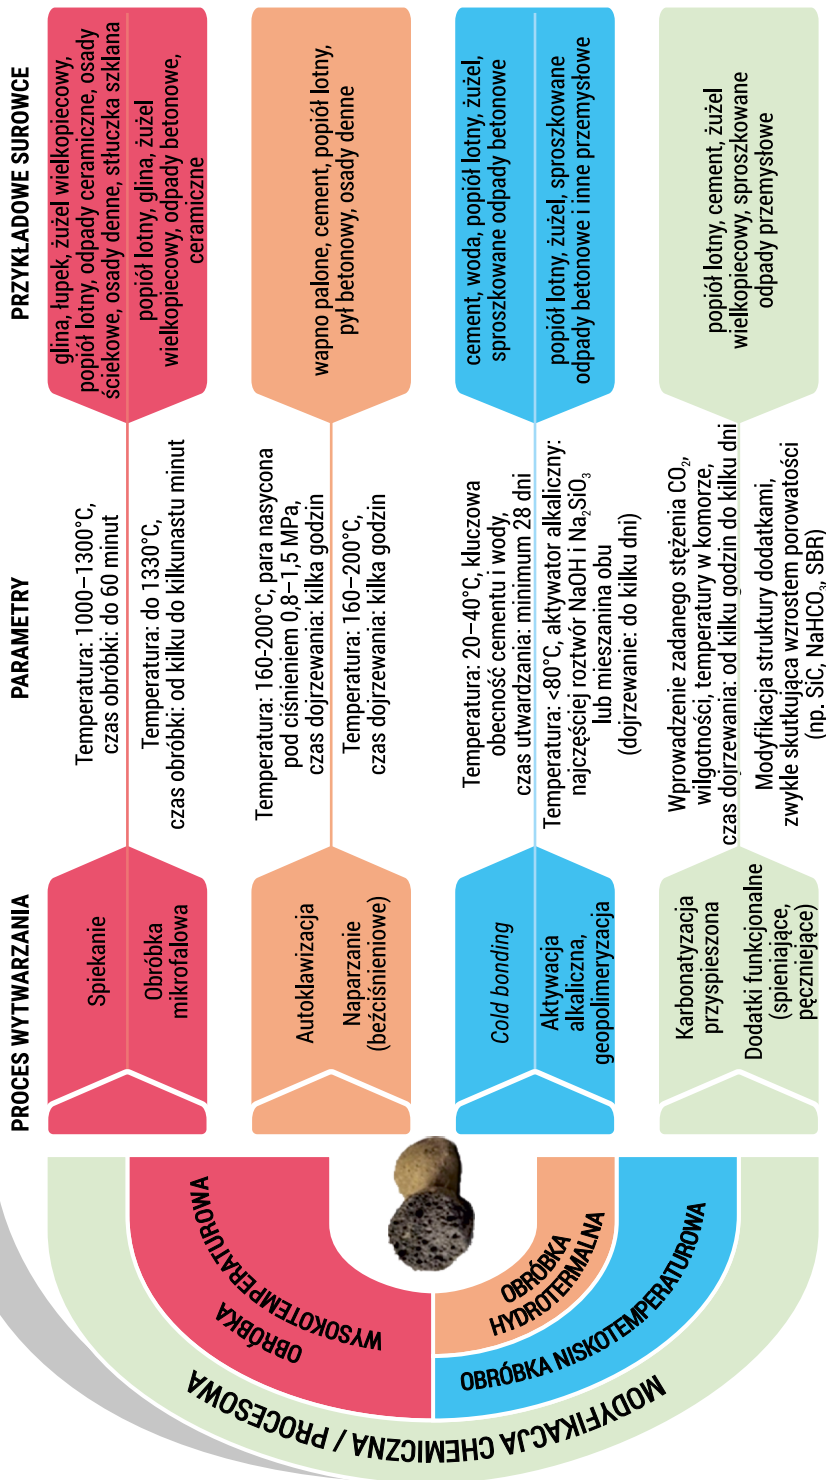 PROCES WYTWARZANIA
PARAMETRY
PRZYKŁADOWE SUROWCE
MODYFIKACJA CHEMICZNA / PROCESOWA
OBRÓBKA
WYSOKOTEMPERATUROWA
OBRÓBKA
HYDROTERMALNA
OBRÓBKA NISKOTEMPERATUROWA
Spiekanie
Temperatura: 1000–1300°C,
czas obróbki: do 60 minut
glina, łupek, żużel wielkopiecowy,
popiół lotny, odpady ceramiczne, osady
ściekowe, osady denne, stłuczka szklana
Obróbka
mikrofalowa
Temperatura: do 1330°C,
czas obróbki: od kilku do kilkunastu minut
popiół lotny, glina, żużel
wielkopiecowy, odpady betonowe,
ceramiczne
Autoklawizacja
Temperatura: 160-200°C, para nasycona
pod ciśnieniem 0,8–1,5 MPa,
czas dojrzewania: kilka godzin
Naparzanie
(bezciśnieniowe)
Temperatura: 160–200°C,
czas dojrzewania: kilka godzin
wapno palone, cement, popiół lotny,
pył betonowy, osady denne
Cold bonding
Temperatura: 20–40°C, kluczowa
obecność cementu i wody,
czas utwardzania: minimum 28 dni
cement, woda, popiół lotny, żużel,
sproszkowane odpady betonowe
Aktywacja
alkaliczna,
geopolimeryzacja
Temperatura: <80°C, aktywator alkaliczny:
najczęściej roztwór NaOH i Na₂SiO₃
lub mieszanina obu
(dojrzewanie: do kilku dni)
popiół lotny, żużel, sproszkowane
odpady betonowe i inne przemysłowe
Karbonatyzacja
przyspieszona
Wprowadzenie zadanego stężenia CO₂,
wilgotności, temperatury w komorze,
czas dojrzewania: od kilku godzin do kilku dni
Dodatki funkcjonalne
(spieniające,
pęczniejące)
Modyfikacja struktury dodatkami,
zwykle skutkująca wzrostem porowatości
(np. SiC, NaHCO₃, SBR)
popiół lotny, cement, żużel
wielkopiecowy, sproszkowane
odpady przemysłowe